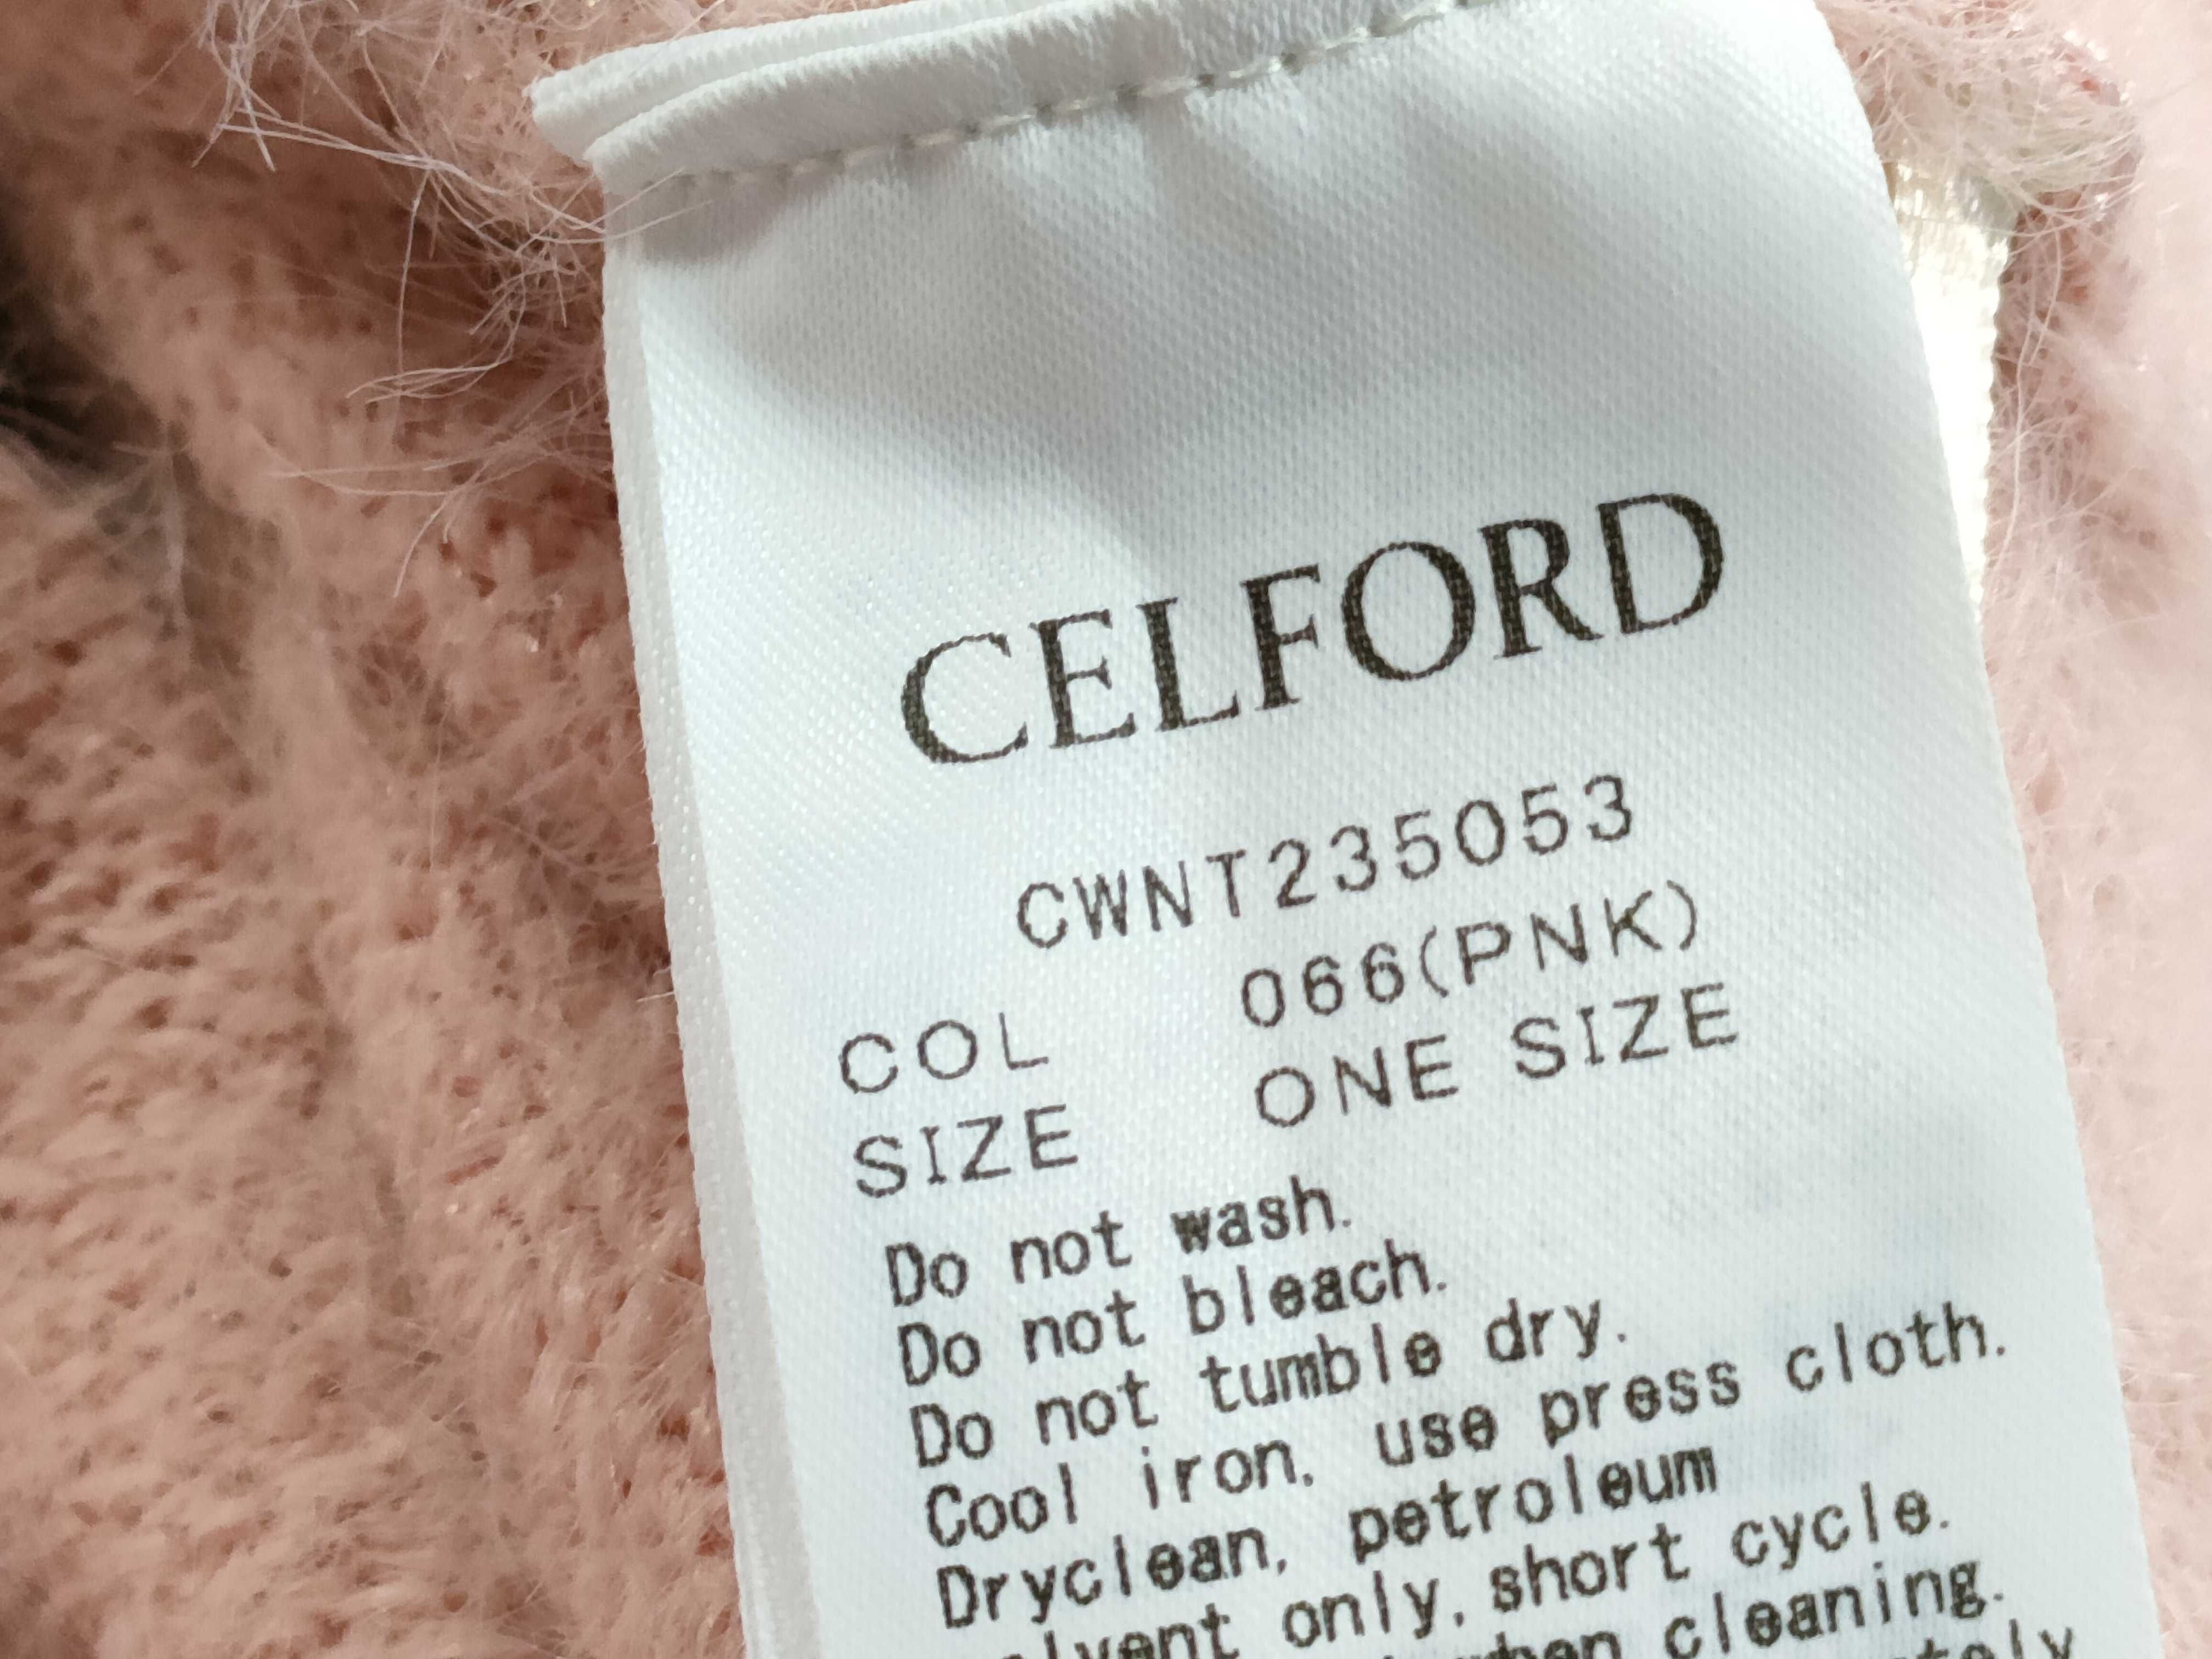 CELFORD
CWNT235053
COL 066(PNK)
SIZE ONE SIZE
Do not wash.
Do not bleach.
Do not tumble dry.
Cool iron, use press cloth.
Dryclean, petroleum
solvent only, short cycle.
when cleaning.